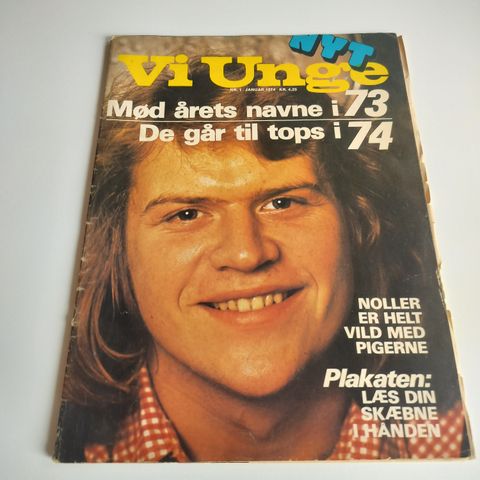 NYT
Vi Unge
NR. 1 JANUAR 1974 KR. 4,25
Mød årets navne i 73
De går til tops i 74
NOLLER
ER HELT
VILD MED
PIGERNE
Plakaten:
LÆS DIN
SKÆBNE
I HÅNDEN